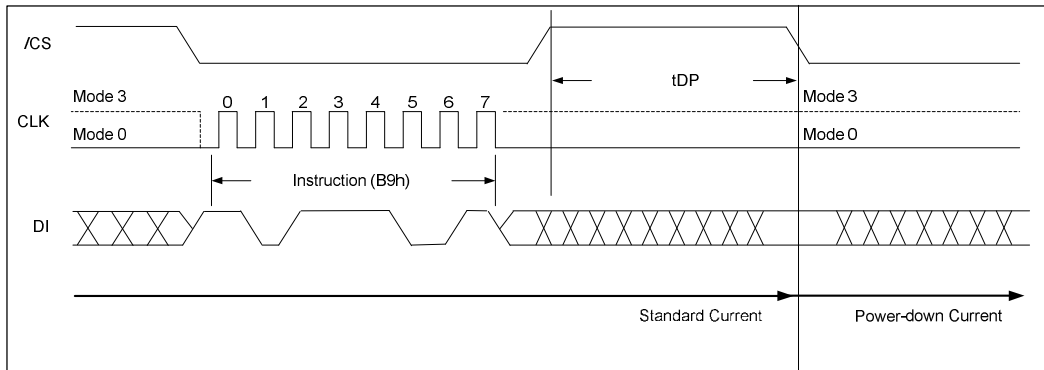 /CS
tDP
Mode 3 0 1 2 3 4 5 6 7 Mode 3
CLK
Mode 0 Mode 0
Instruction (B9h)
DI
Standard Current Power-down Current